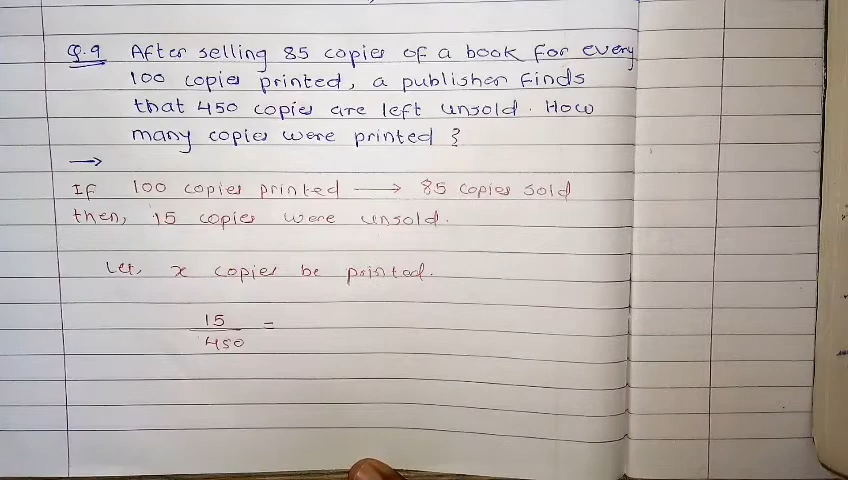 Q.9 After selling 85 copies of a book for every
100 copies printed, a publisher finds
that 450 copies are left unsold. How
many copies were printed ?
→
If 100 copies printed → 85 copies sold
then, 15 copies were unsold.
Let, x copies be printed.
15/450 =